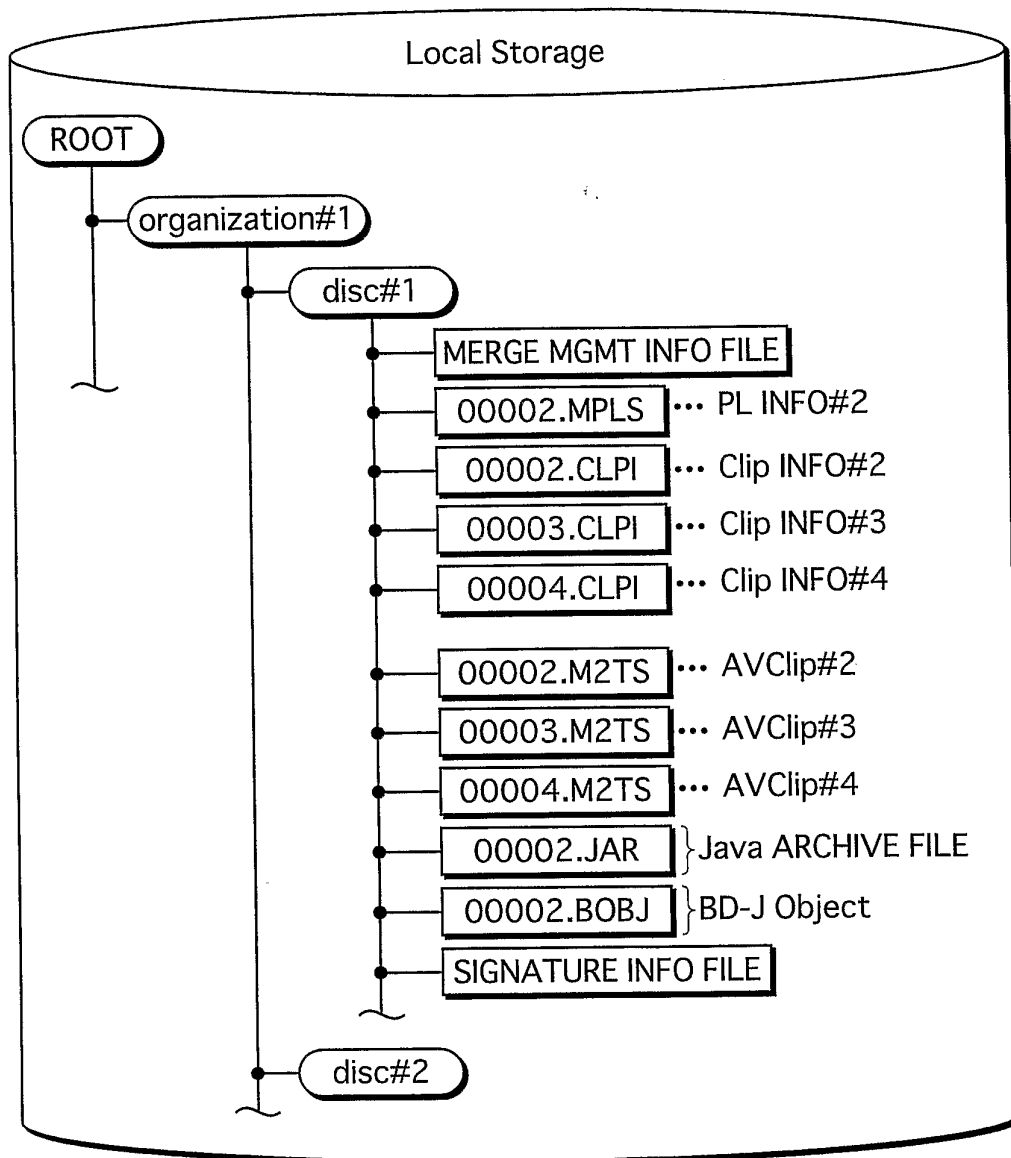 Local Storage
ROOT
organization#1
disc#1
MERGE MGMT INFO FILE
00002.MPLS ··· PL INFO#2
00002.CLPI ··· Clip INFO#2
00003.CLPI ··· Clip INFO#3
00004.CLPI ··· Clip INFO#4
00002.M2TS ··· AVClip#2
00003.M2TS ··· AVClip#3
00004.M2TS ··· AVClip#4
00002.JAR }Java ARCHIVE FILE
00002.BOBJ }BD-J Object
SIGNATURE INFO FILE
disc#2